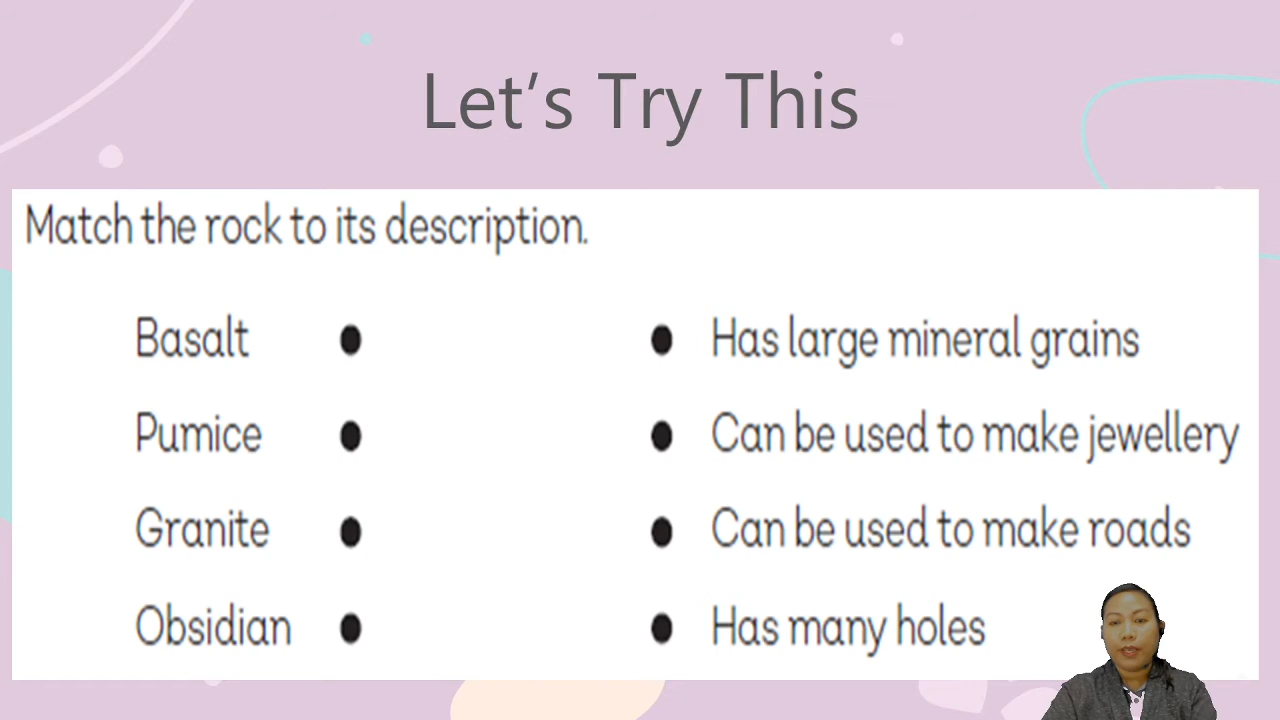 Let's Try This
Match the rock to its description.
Basalt ● ● Has large mineral grains
Pumice ● ● Can be used to make jewellery
Granite ● ● Can be used to make roads
Obsidian ● ● Has many holes